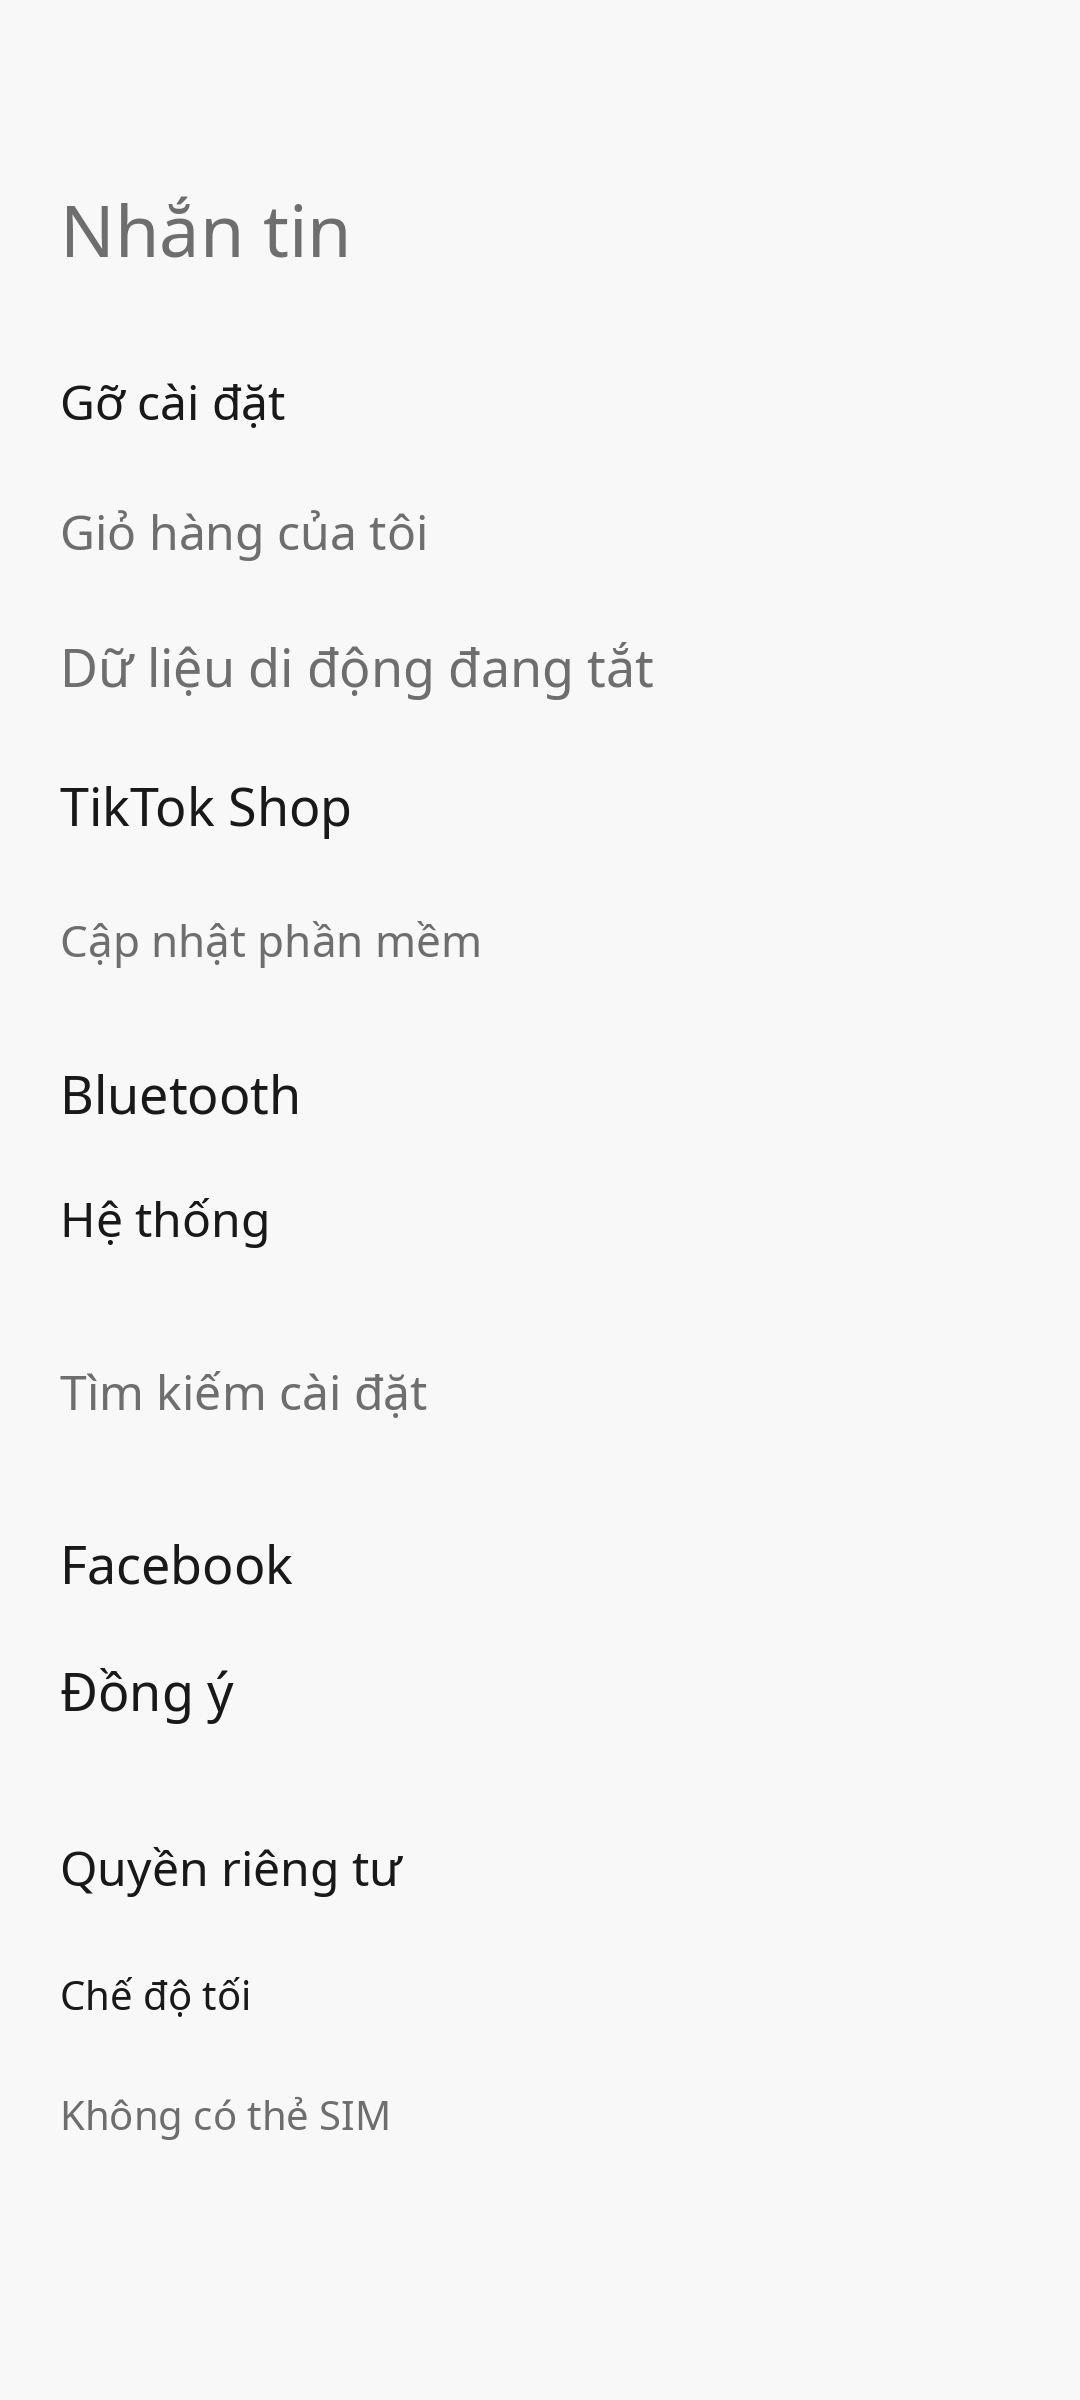 Nhắn tin
Gỡ cài đặt
Giỏ hàng của tôi
Dữ liệu di động đang tắt
TikTok Shop
Cập nhật phần mềm
Bluetooth
Hệ thống
Tìm kiếm cài đặt
Facebook
Đồng ý
Quyền riêng tư
Chế độ tối
Không có thẻ SIM